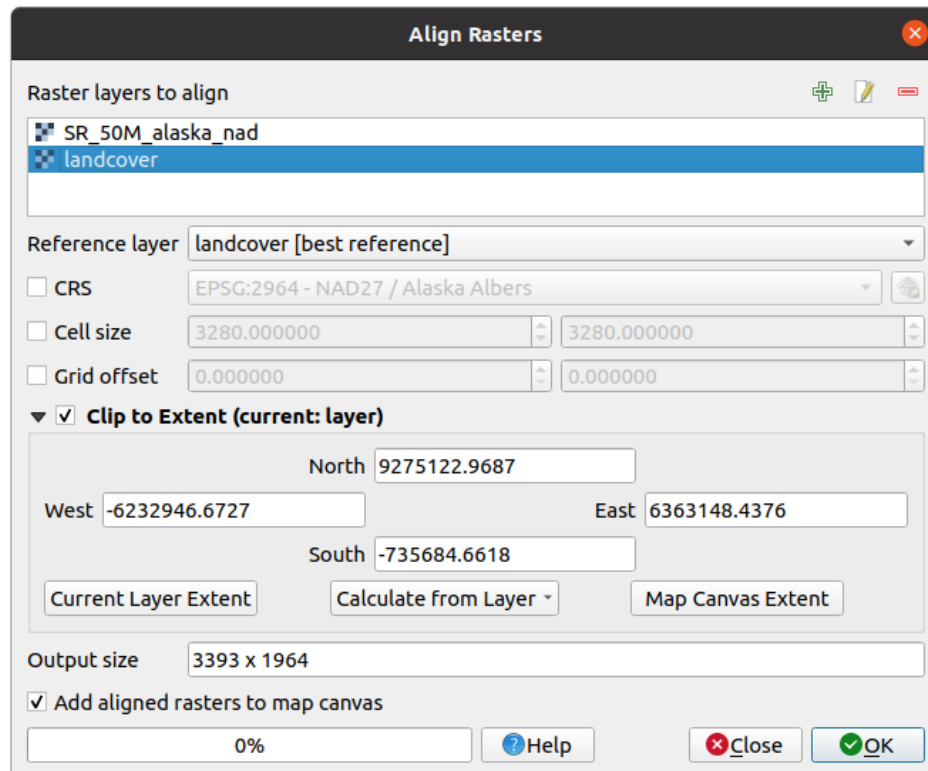 Align Rasters
Raster layers to align
SR_50M_alaska_nad
landcover
Reference layer landcover [best reference]
CRS EPSG:2964 - NAD27 / Alaska Albers
Cell size 3280.000000 3280.000000
Grid offset 0.000000 0.000000
Clip to Extent (current: layer)
North 9275122.9687
West -6232946.6727 East 6363148.4376
South -735684.6618
Current Layer Extent Calculate from Layer Map Canvas Extent
Output size 3393 x 1964
Add aligned rasters to map canvas
0% Help Close OK